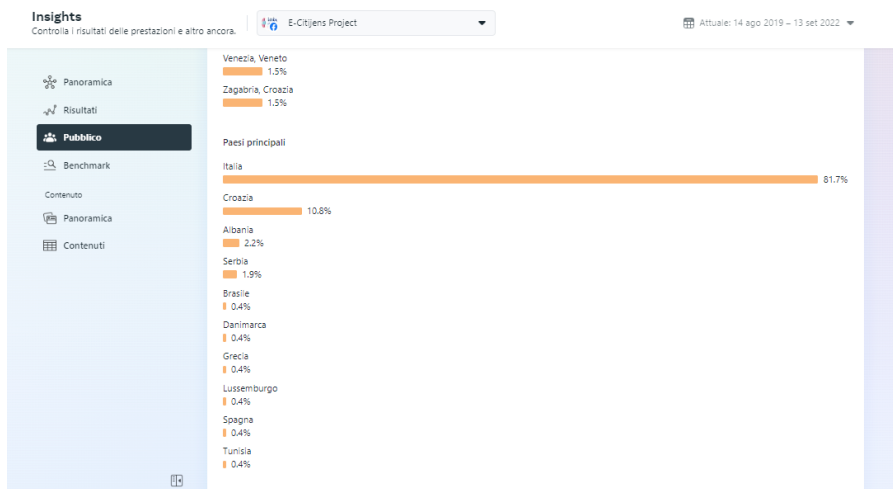 Insights
Controlla i risultati delle prestazioni e altro ancora.
E-Citijens Project
Attuale: 14 ago 2019 – 13 set 2022
Panoramica
Risultati
Pubblico
Benchmark
Contenuto
Panoramica
Contenuti
Venezia, Veneto
1.5%
Zagabria, Croazia
1.5%
Paesi principali
Italia
81.7%
Croazia
10.8%
Albania
2.2%
Serbia
1.9%
Brasile
0.4%
Danimarca
0.4%
Grecia
0.4%
Lussemburgo
0.4%
Spagna
0.4%
Tunisia
0.4%